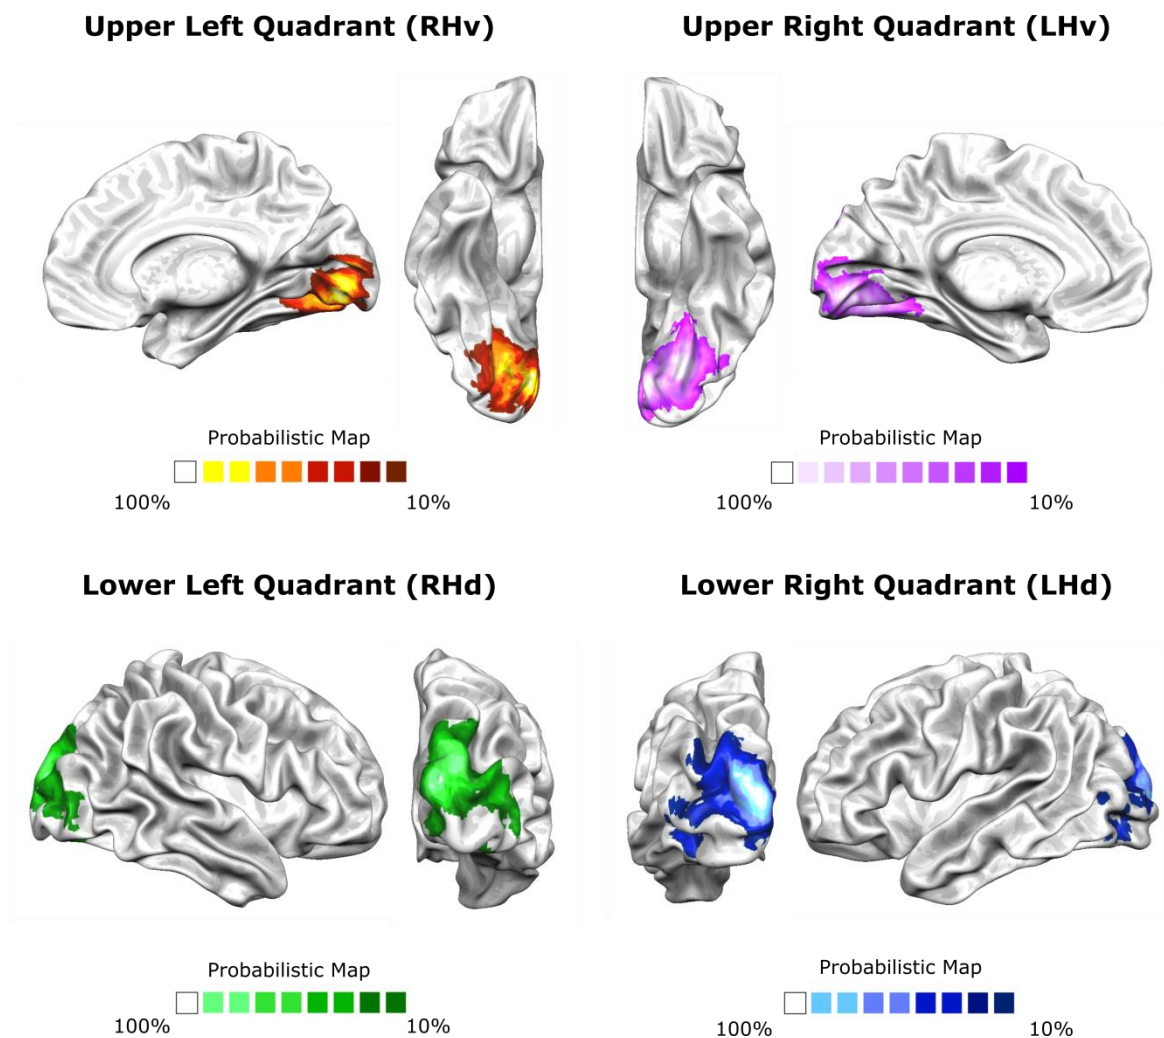 Upper Left Quadrant (RHv)
Upper Right Quadrant (LHv)
Probabilistic Map
100%
10%
Probabilistic Map
100%
10%
Lower Left Quadrant (RHd)
Lower Right Quadrant (LHd)
Probabilistic Map
100%
10%
Probabilistic Map
100%
10%